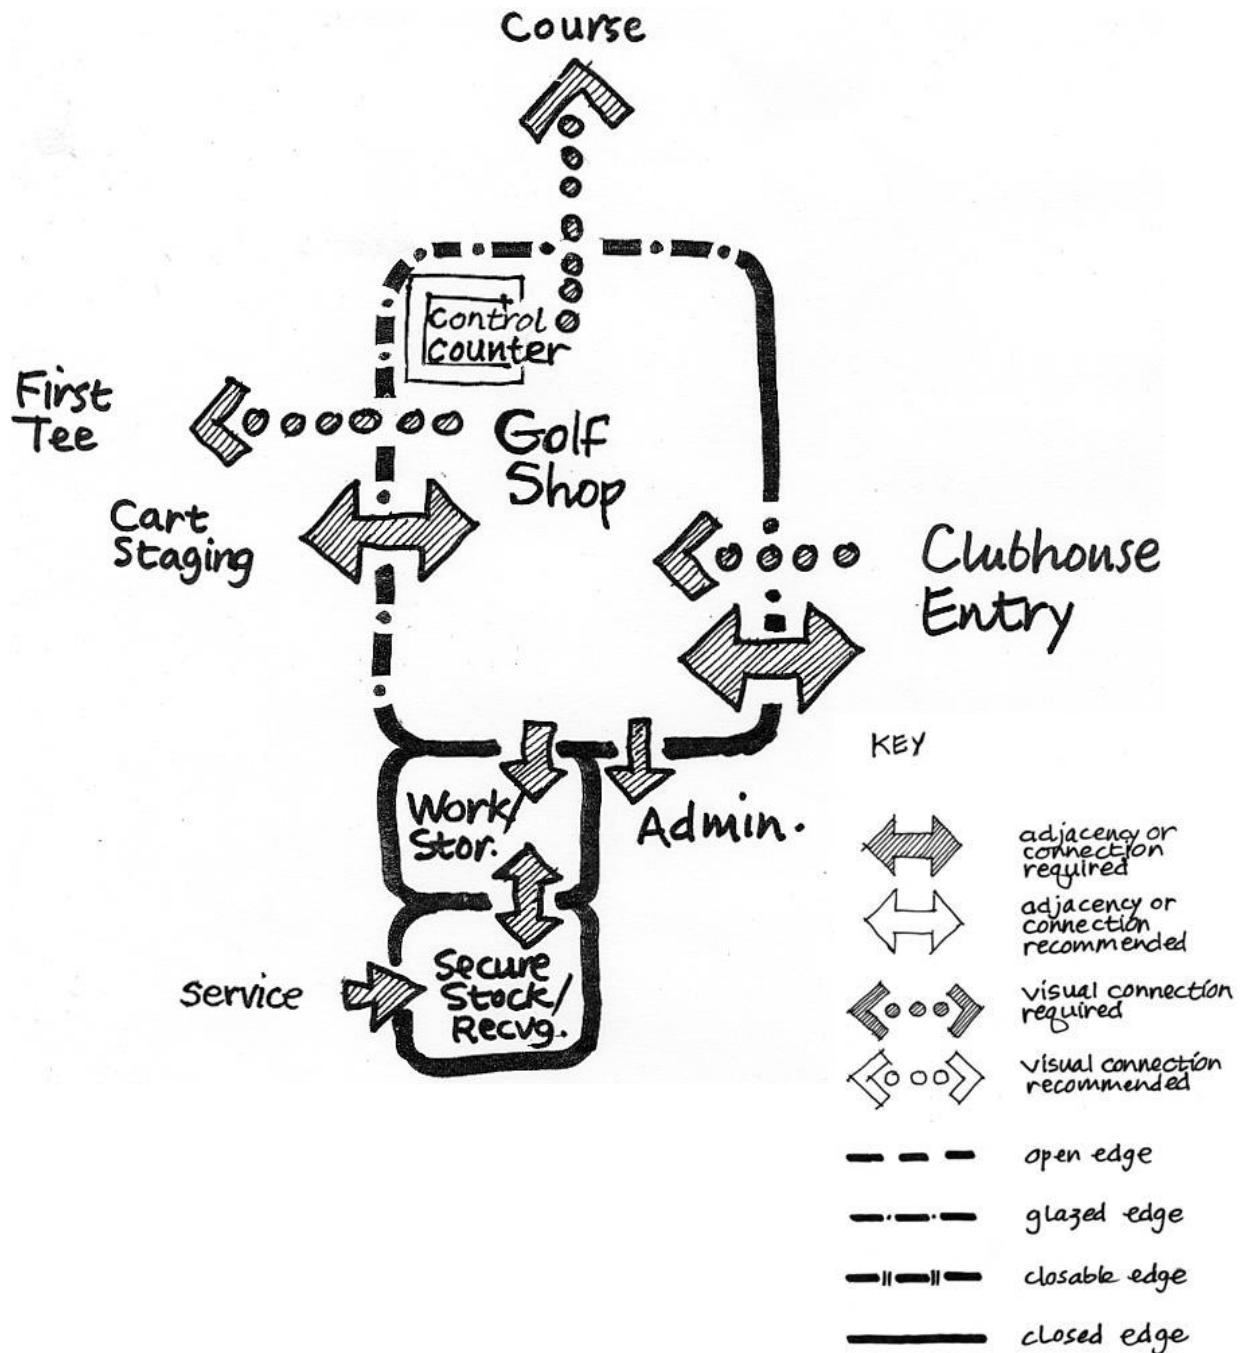 Course
Control
Counter
First
Tee
Golf
Shop
Cart
Staging
Clubhouse
Entry
Work/
Stor.
Admin.
Service
Secure
Stock/
Recvg.
KEY
adjacency or
connection
required
adjacency or
connection
recommended
visual connection
required
visual connection
recommended
open edge
glazed edge
closable edge
closed edge